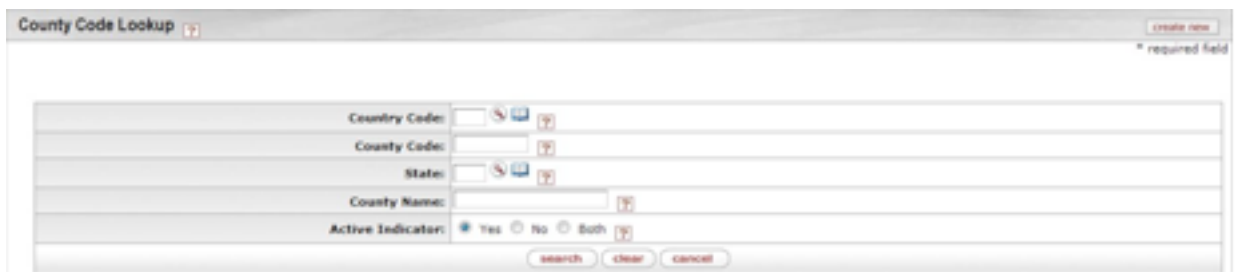 County Code Lookup ?
create new
* required field
Country Code: ?
County Code: ?
State: ?
County Name: ?
Active Indicator: Yes No Both ?
search clear cancel